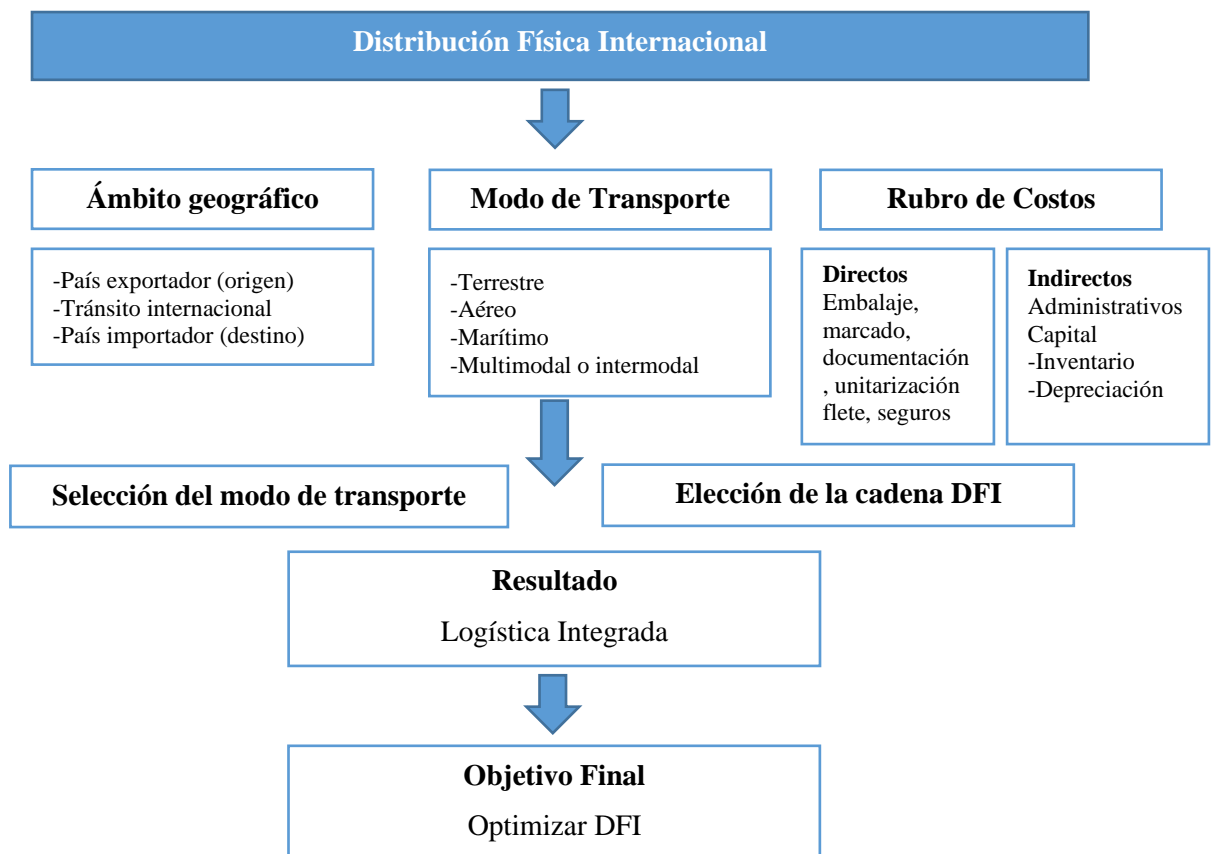 Distribución Física Internacional
Ámbito geográfico
-País exportador (origen)
-Tránsito internacional
-País importador (destino)
Modo de Transporte
-Terrestre
-Aéreo
-Marítimo
-Multimodal o intermodal
Rubro de Costos
Directos
Embalaje,
marcado,
documentación
, unitarización
flete, seguros
Indirectos
Administrativos
Capital
-Inventario
-Depreciación
Selección del modo de transporte
Elección de la cadena DFI
Resultado
Logística Integrada
Objetivo Final
Optimizar DFI